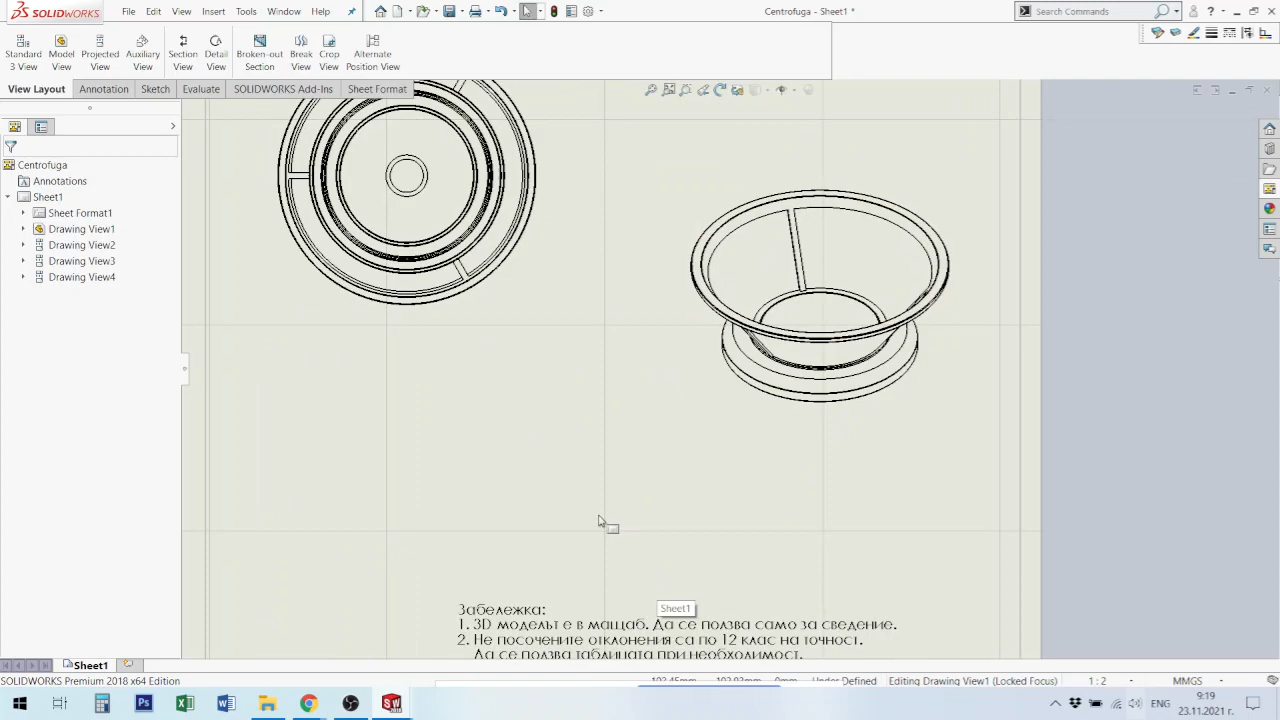 SOLIDWORKS
File Edit View Insert Tools Window Help
Centrofuga - Sheet1 *
Search Commands
Standard 3 View
Model View
Projected View
Auxiliary View
Section View
Detail View
Broken-out Section
Break View
Crop View
Alternate Position View
View Layout Annotation Sketch Evaluate SOLIDWORKS Add-Ins Sheet Format
Centrofuga
Annotations
Sheet1
Sheet Format1
Drawing View1
Drawing View2
Drawing View3
Drawing View4
Sheet1
Забележка:
1. 3D моделът е в мащаб. Да се ползва само за сведение.
2. Не посочените отклонения са по 12 клас на точност.
Да се ползва таблицата при необходимост.
Sheet1
SOLIDWORKS Premium 2018 x64 Edition
Under Defined
Editing Drawing View1 (Locked Focus)
1 : 2
MMGS
ENG
9:19
23.11.2021 г.